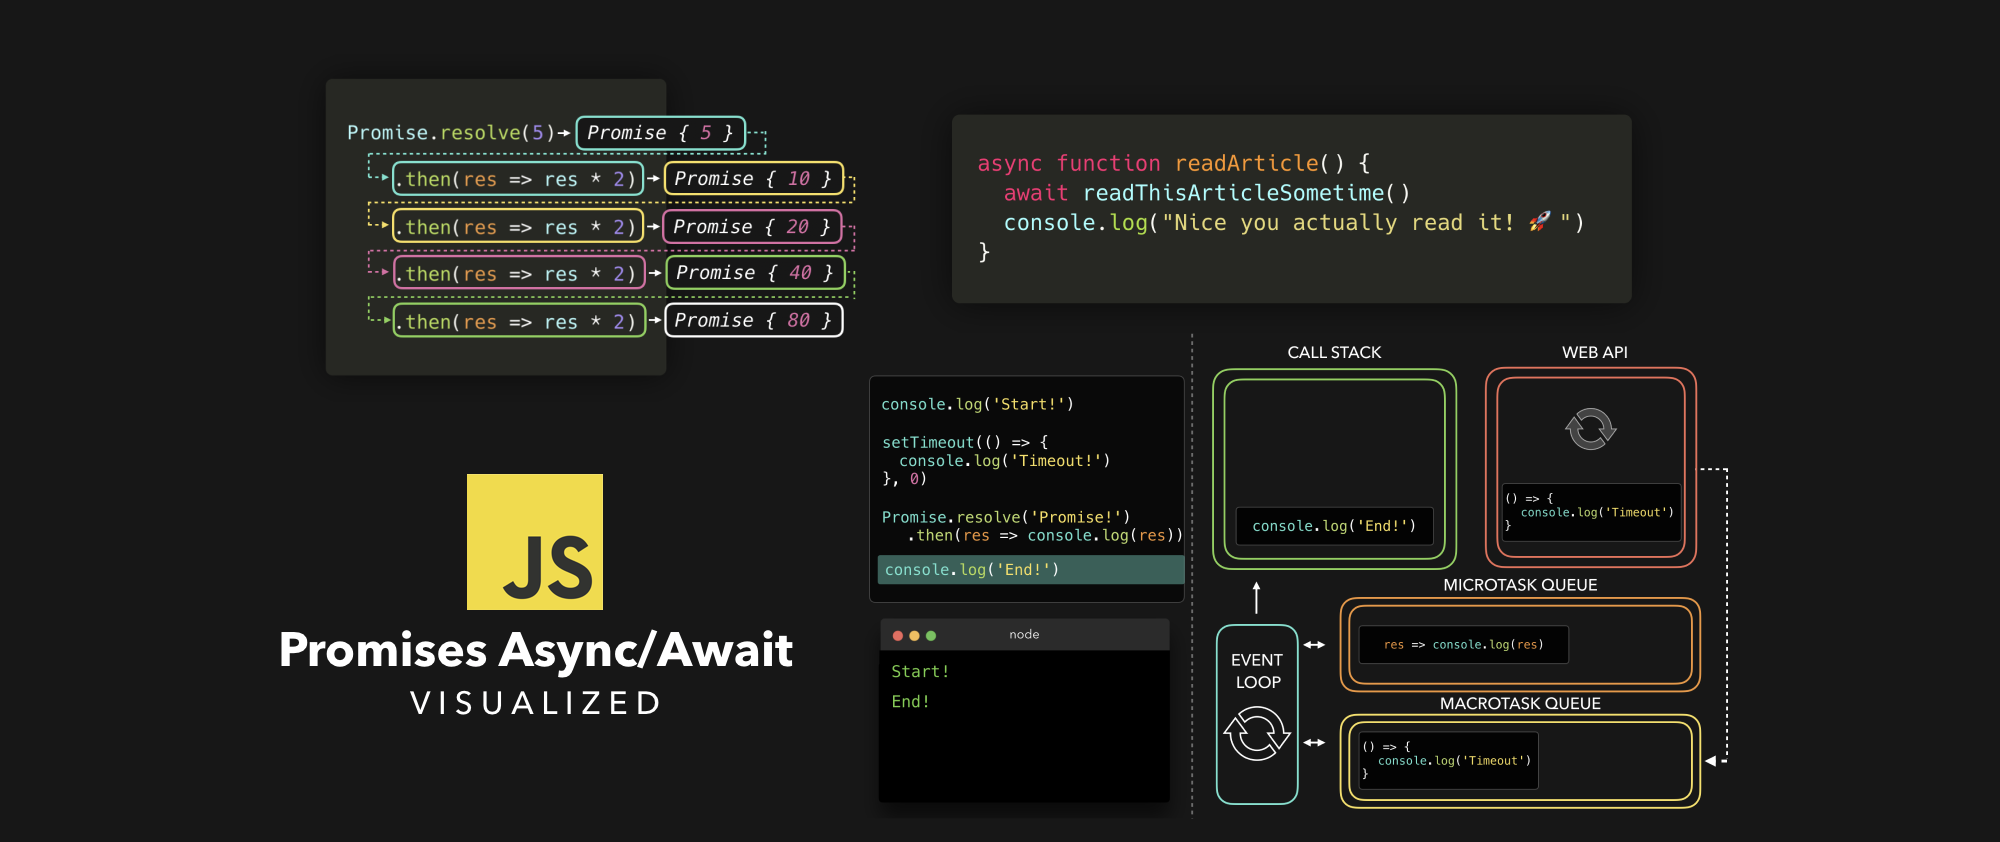 Promise.resolve(5) Promise { 5 }
.then(res => res * 2) Promise { 10 }
.then(res => res * 2) Promise { 20 }
.then(res => res * 2) Promise { 40 }
.then(res => res * 2) Promise { 80 }
JS
Promises Async/Await
VISUALIZED
async function readArticle() {
  await readThisArticleSometime()
  console.log("Nice you actually read it! 🚀 ")
}
console.log('Start!')
setTimeout(() => {
  console.log('Timeout!')
}, 0)
Promise.resolve('Promise!')
  .then(res => console.log(res))
console.log('End!')
node
Start!
End!
CALL STACK
console.log('End!')
WEB API
() => {
  console.log('Timeout')
}
EVENT
LOOP
MICROTASK QUEUE
res => console.log(res)
MACROTASK QUEUE
() => {
  console.log('Timeout')
}